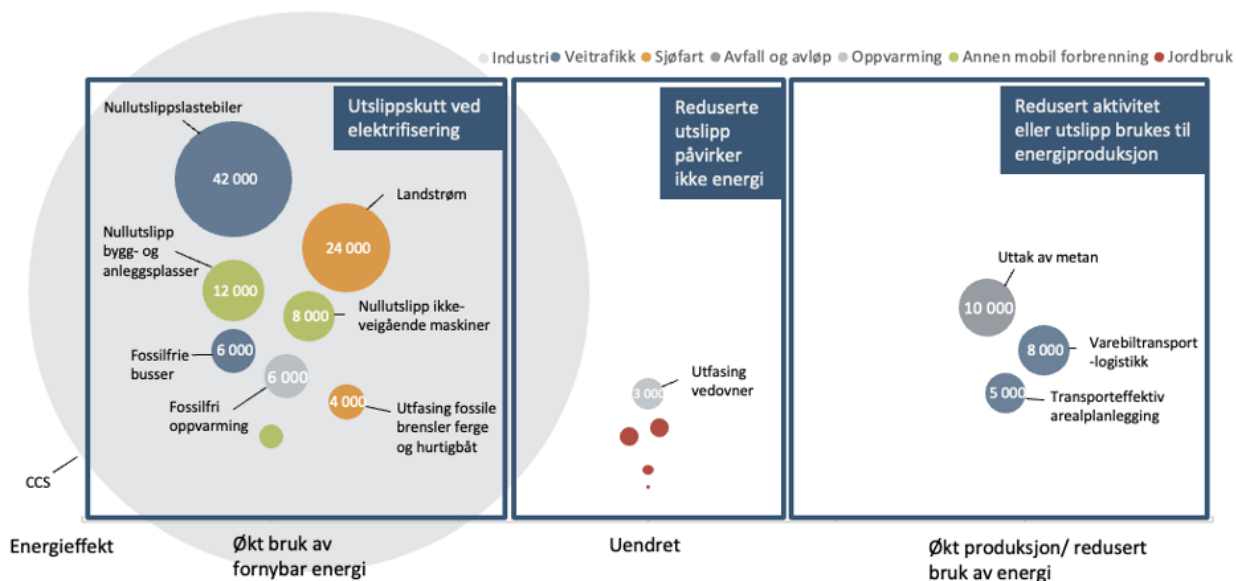 Industri Veitrafikk Sjøfart Avfall og avløp Oppvarming Annen mobil forbrenning Jordbruk
Utslippskutt ved
elektrifisering
Nullutslippslastebiler
42 000
Landstrøm
24 000
Nullutslipp
bygg- og
anleggsplasser
12 000
8 000
Nullutslipp ikke-
veigående maskiner
6 000
Fossilfrie
busser
6 000
Fossilfri
oppvarming
4 000
Utfasing fossile
brensler ferge
og hurtigbåt
CCS
Reduserte
utslipp
påvirker
ikke energi
Utfasing
vedovner
3 000
Redusert aktivitet
eller utslipp brukes til
energiproduksjon
Uttak av metan
10 000
8 000
Varebiltransport
-logistikk
5 000
Transporteffektiv
arealplanlegging
Energieffekt
Økt bruk av
fornybar energi
Uendret
Økt produksjon/ redusert
bruk av energi